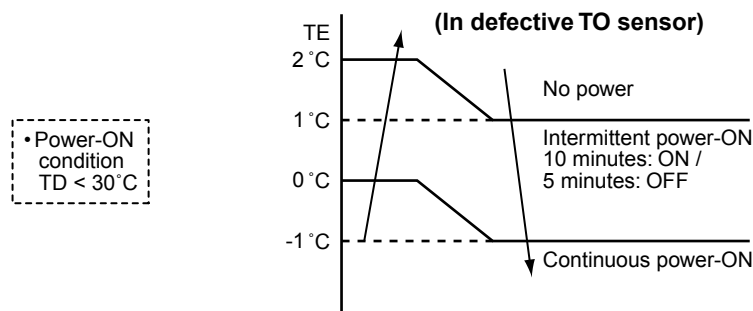 (In defective TO sensor)
TE
2˚C
No power
1˚C
•Power-ON
condition
TD < 30˚C
Intermittent power-ON
10 minutes: ON /
5 minutes: OFF
0˚C
-1˚C
Continuous power-ON